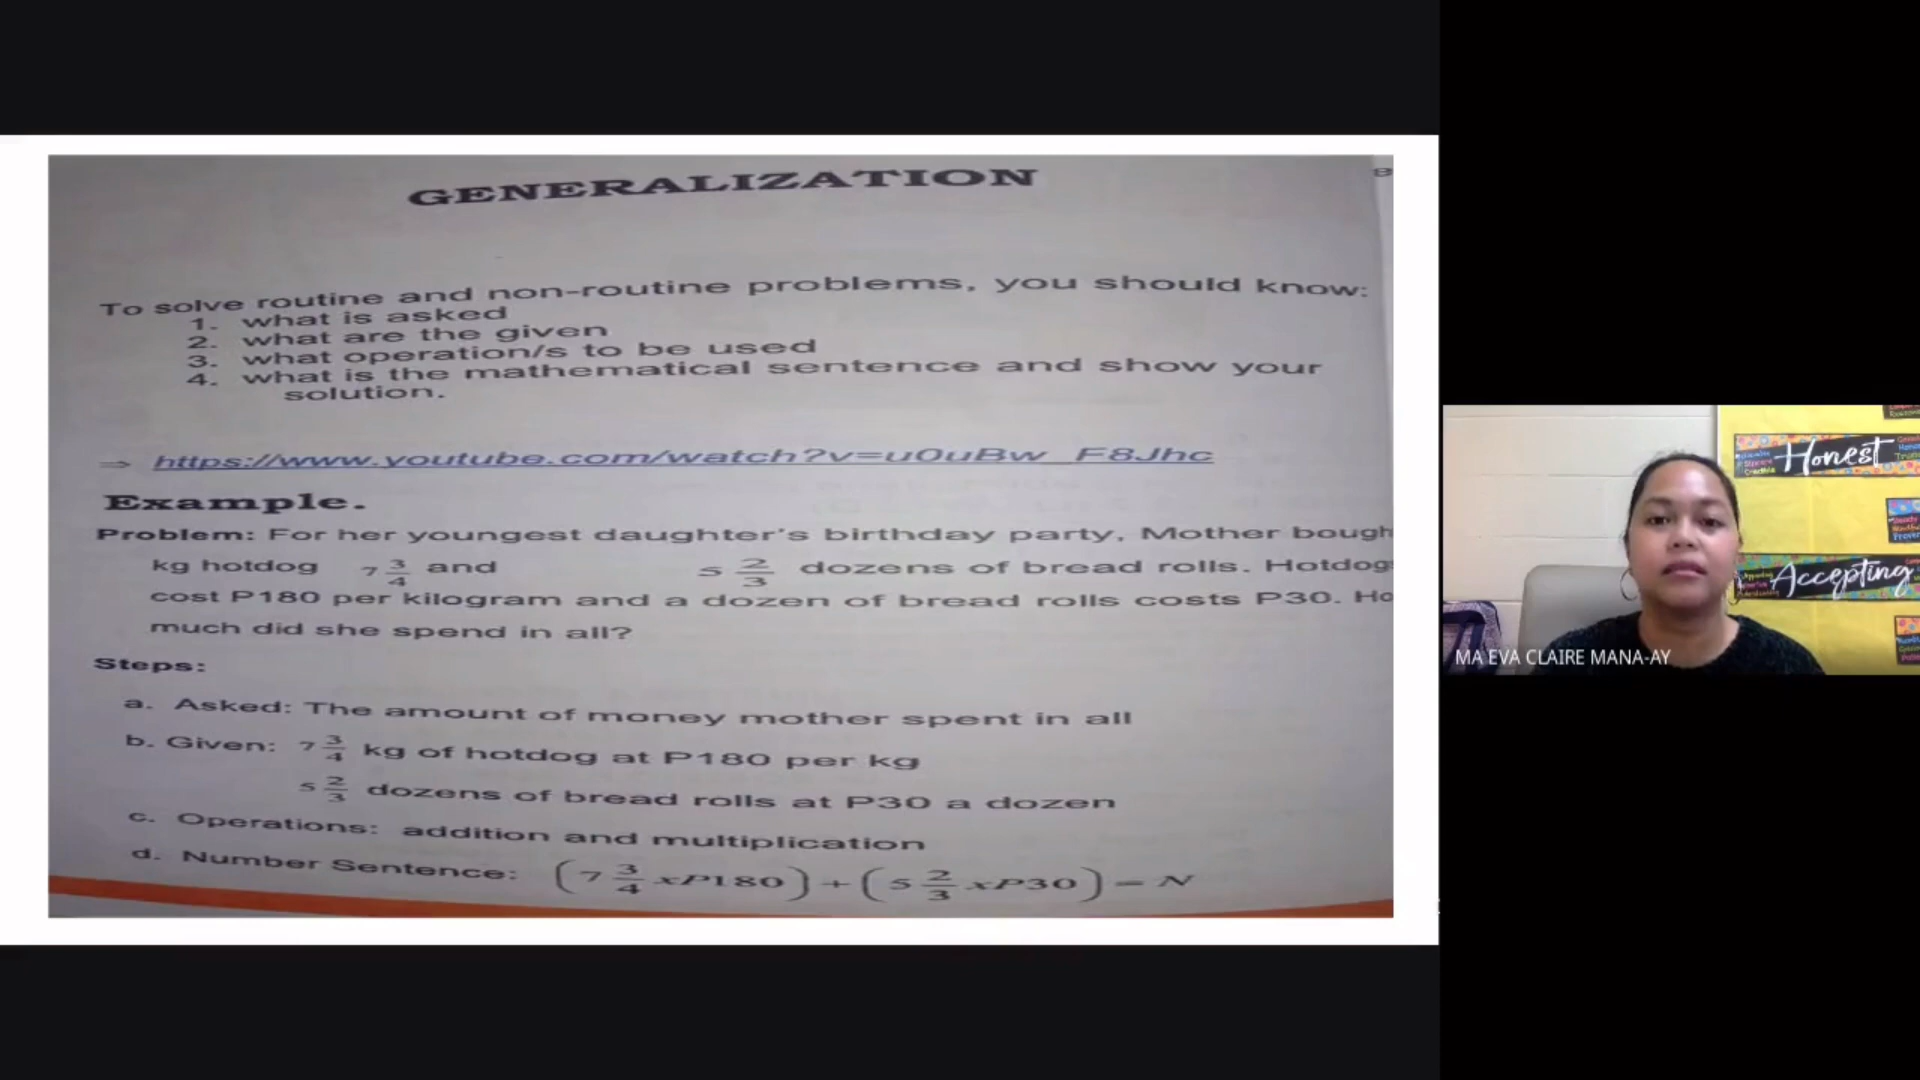 GENERALIZATION
To solve routine and non-routine problems, you should know:
1. what is asked
2. what are the given
3. what operation/s to be used
4. what is the mathematical sentence and show your
solution.
⇒ https://www.youtube.com/watch?v=u0uBw_F8Jhc
Example.
Problem: For her youngest daughter's birthday party, Mother bough
kg hotdog 7 3/4 and 5 2/3 dozens of bread rolls. Hotdog
cost P180 per kilogram and a dozen of bread rolls costs P30. Ho
much did she spend in all?
Steps:
a. Asked: The amount of money mother spent in all
b. Given: 7 3/4 kg of hotdog at P180 per kg
5 2/3 dozens of bread rolls at P30 a dozen
c. Operations: addition and multiplication
d. Number Sentence: (7 3/4 xP180) + (5 2/3 xP30) = N
Honest
Accepting
MA EVA CLAIRE MANA-AY